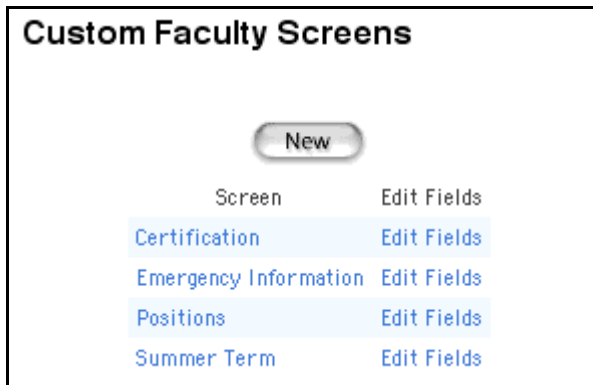 Custom Faculty Screens
New
Screen Edit Fields
Certification Edit Fields
Emergency Information Edit Fields
Positions Edit Fields
Summer Term Edit Fields